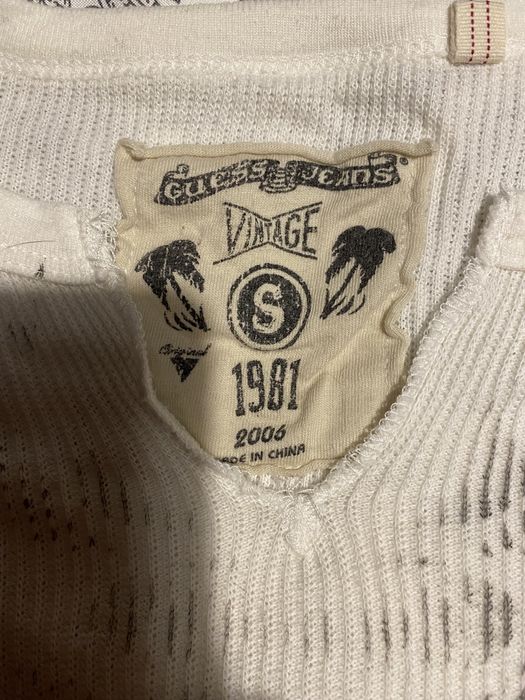 GUESS JEANS®
VINTAGE
S
Original
1981
2006
MADE IN CHINA